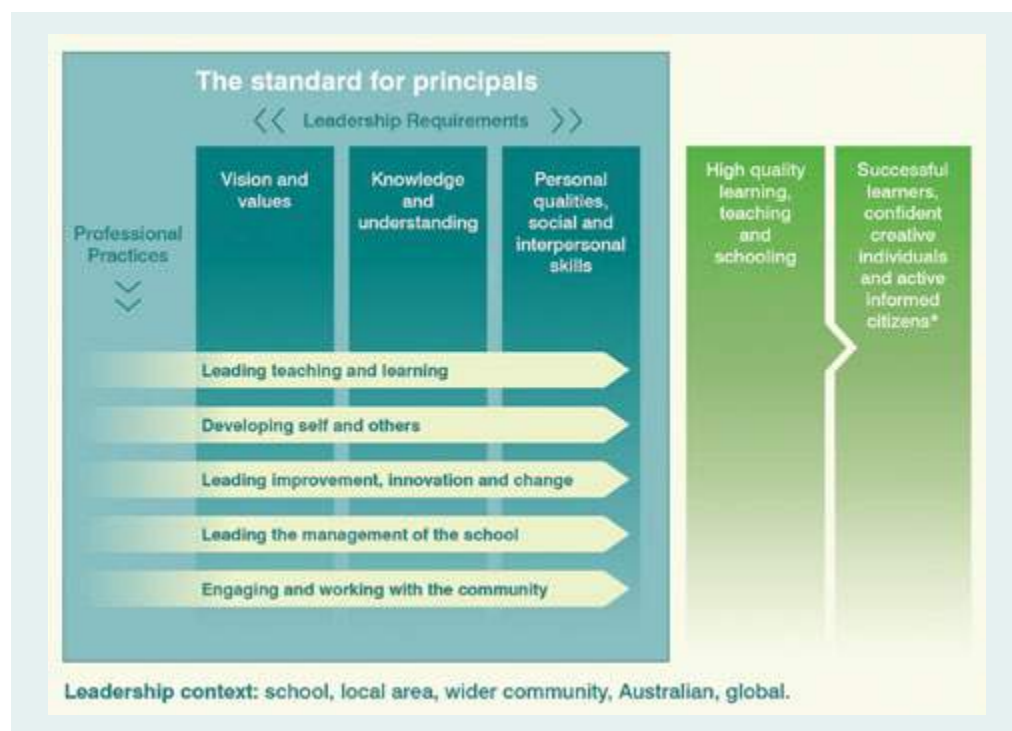 The standard for principals
<< Leadership Requirements >>
Professional
Practices
Vision and
values
Knowledge
and
understanding
Personal
qualities,
social and
interpersonal
skills
High quality
learning,
teaching
and
schooling
Successful
learners,
confident
creative
individuals
and active
informed
citizens*
Leading teaching and learning
Developing self and others
Leading improvement, innovation and change
Leading the management of the school
Engaging and working with the community
Leadership context: school, local area, wider community, Australian, global.